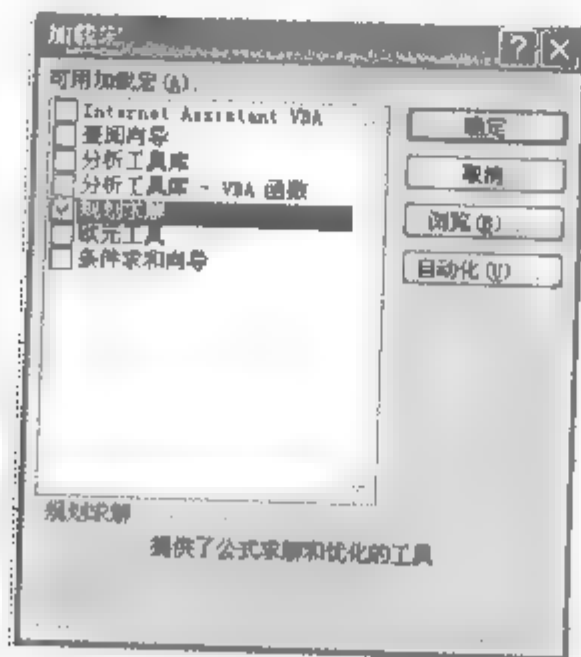 加载宏
可用加载宏(A):
Internet Assistant VBA
查阅向导
分析工具库
分析工具库 - VBA 函数
规划求解
欧元工具
条件求和向导
确定
取消
浏览(B)
自动化(U)
规划求解
提供了公式求解和优化的工具